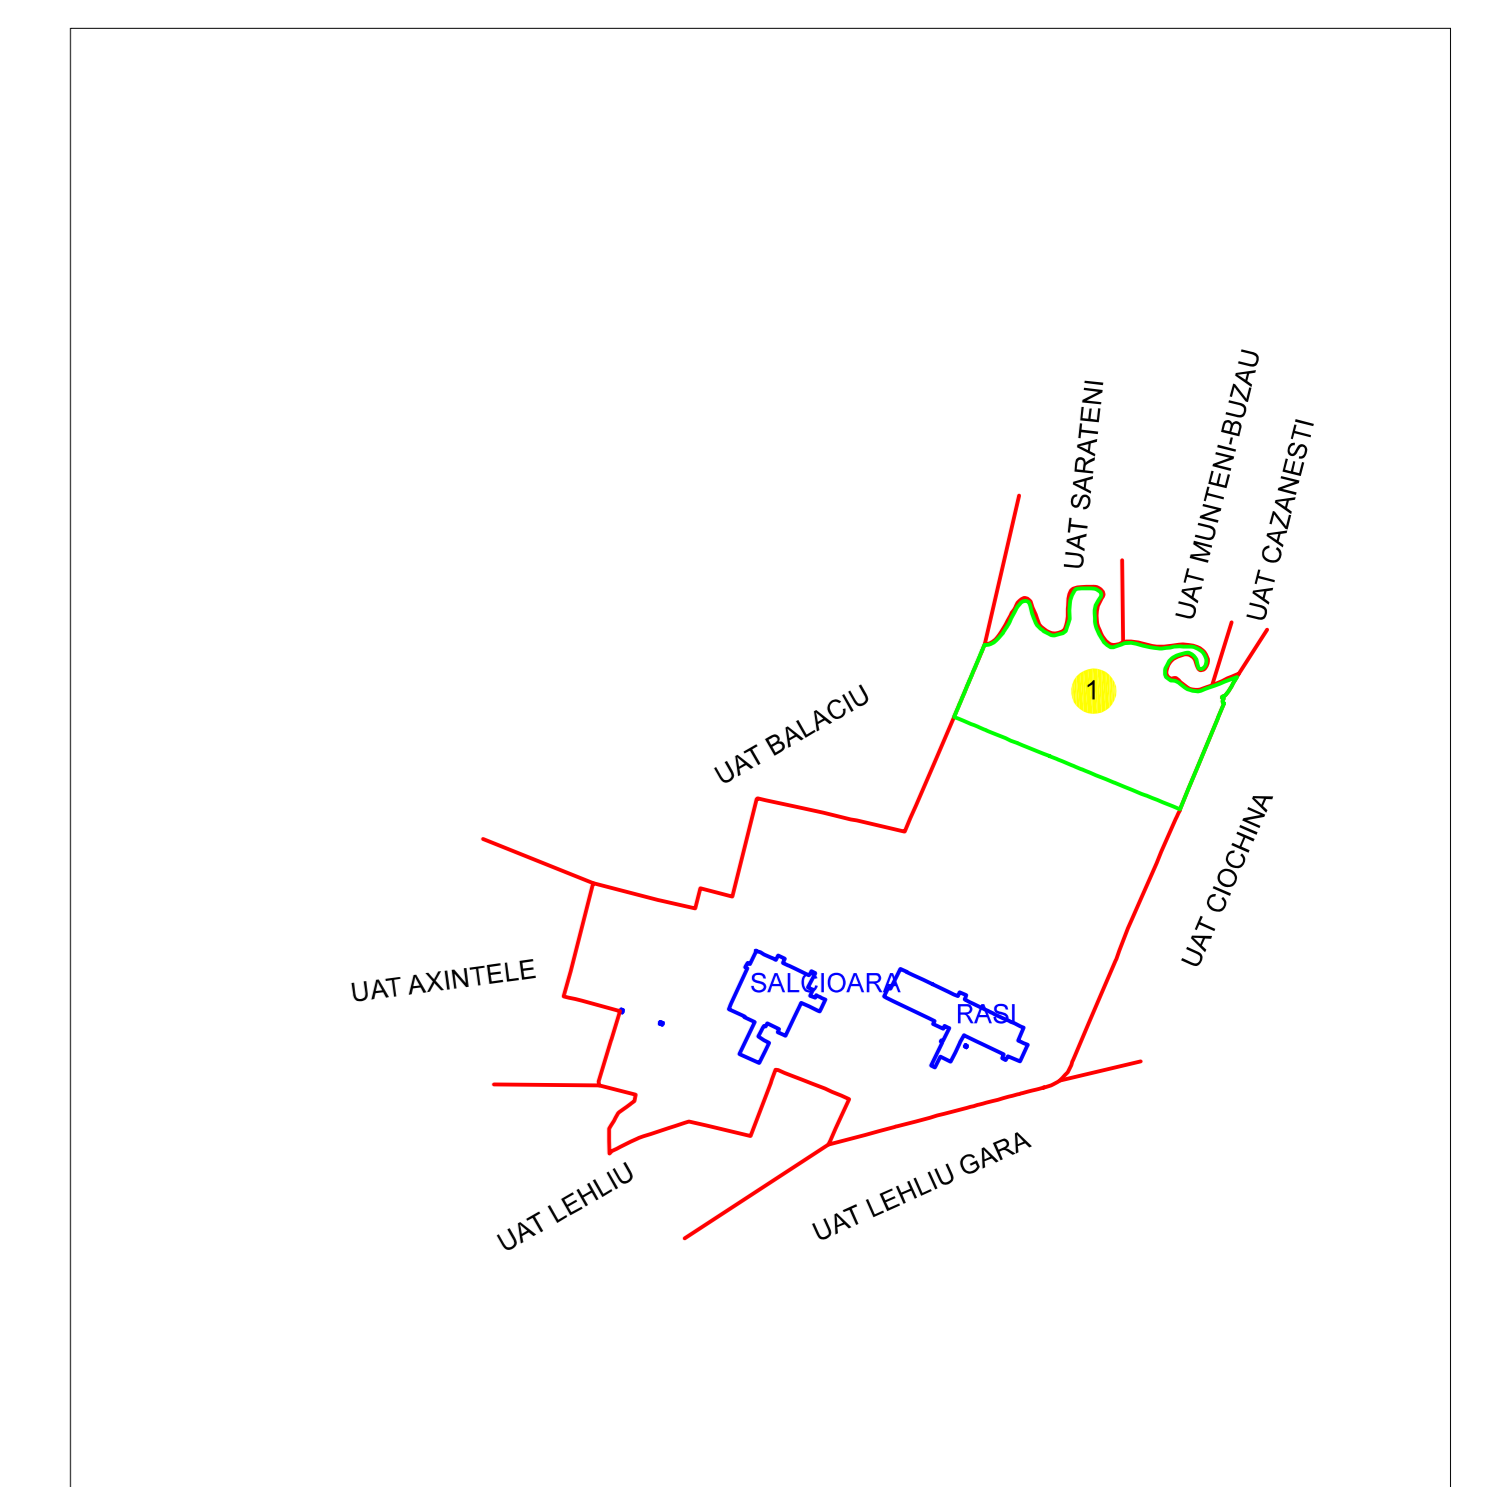 UAT SARATENI
UAT MUNTENI-BUZAU
UAT CAZANESTI
1
UAT BALACIU
UAT CIOCHINA
UAT AXINTELE
SALCIOARA
RASI
UAT LEHLIU
UAT LEHLIU GARA